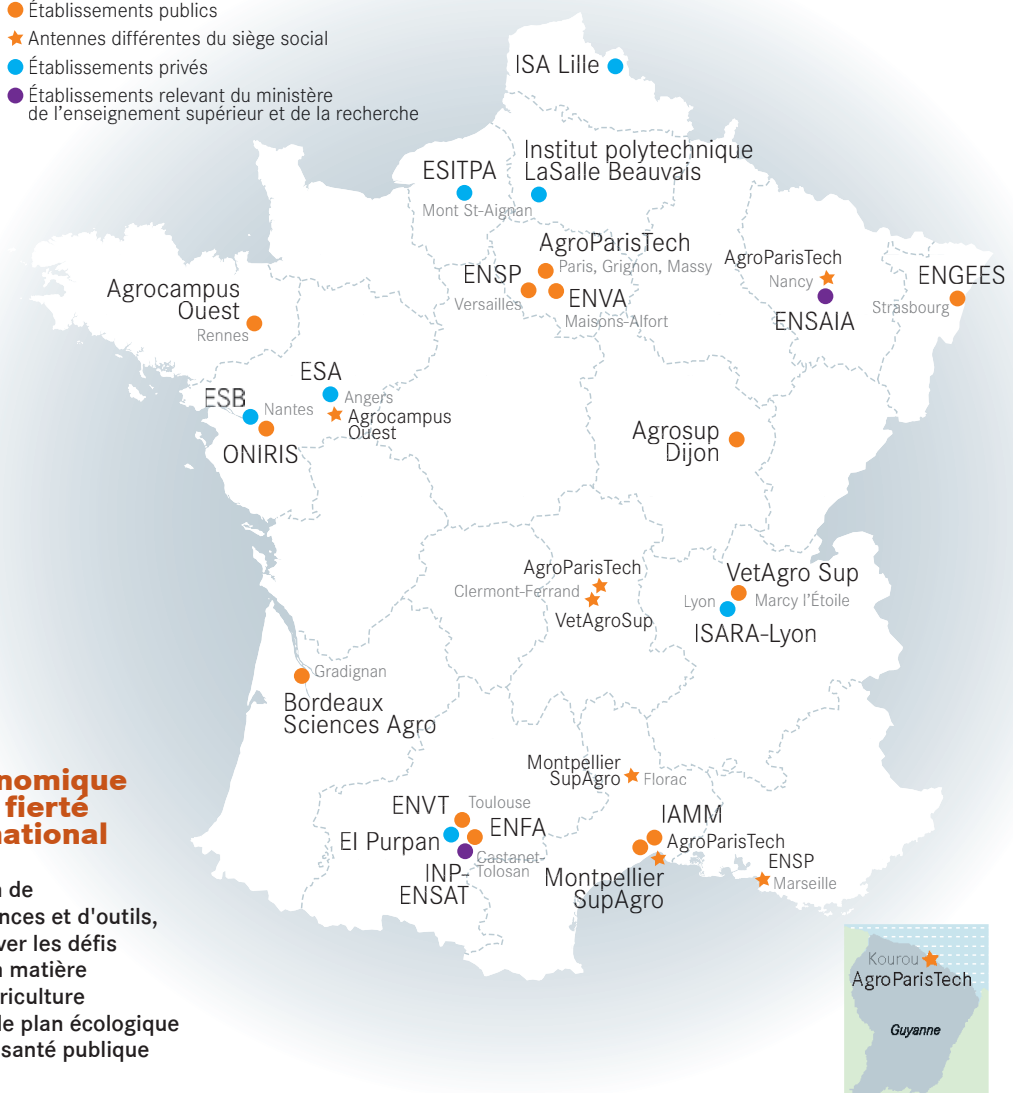 Établissements publics
Antennes différentes du siège social
Établissements privés
Établissements relevant du ministère
de l'enseignement supérieur et de la recherche
ISA Lille
Institut polytechnique
LaSalle Beauvais
ESITPA
Mont St-Aignan
AgroParisTech
Paris, Grignon, Massy
ENSP
Versailles
ENVA
Maisons-Alfort
AgroParisTech
Nancy
ENSAIA
ENGEES
Strasbourg
Agrocampus
Ouest
Rennes
ESA
Angers
Agrocampus
Ouest
ESB
Nantes
ONIRIS
Agrosup
Dijon
AgroParisTech
Clermont-Ferrand
VetAgroSup
VetAgro Sup
Marcy l'Étoile
Lyon
ISARA-Lyon
Gradignan
Bordeaux
Sciences Agro
Montpellier
SupAgro
Florac
ENVT
Toulouse
ENFA
EI Purpan
Castanet-
Tolosan
INP-
ENSAT
IAMM
AgroParisTech
Montpellier
SupAgro
ENSP
Marseille
Kourou
AgroParisTech
Guyanne
nomique
fierté
national
de
nces et d'outils,
ver les défis
matière
riculture
le plan écologique
santé publique